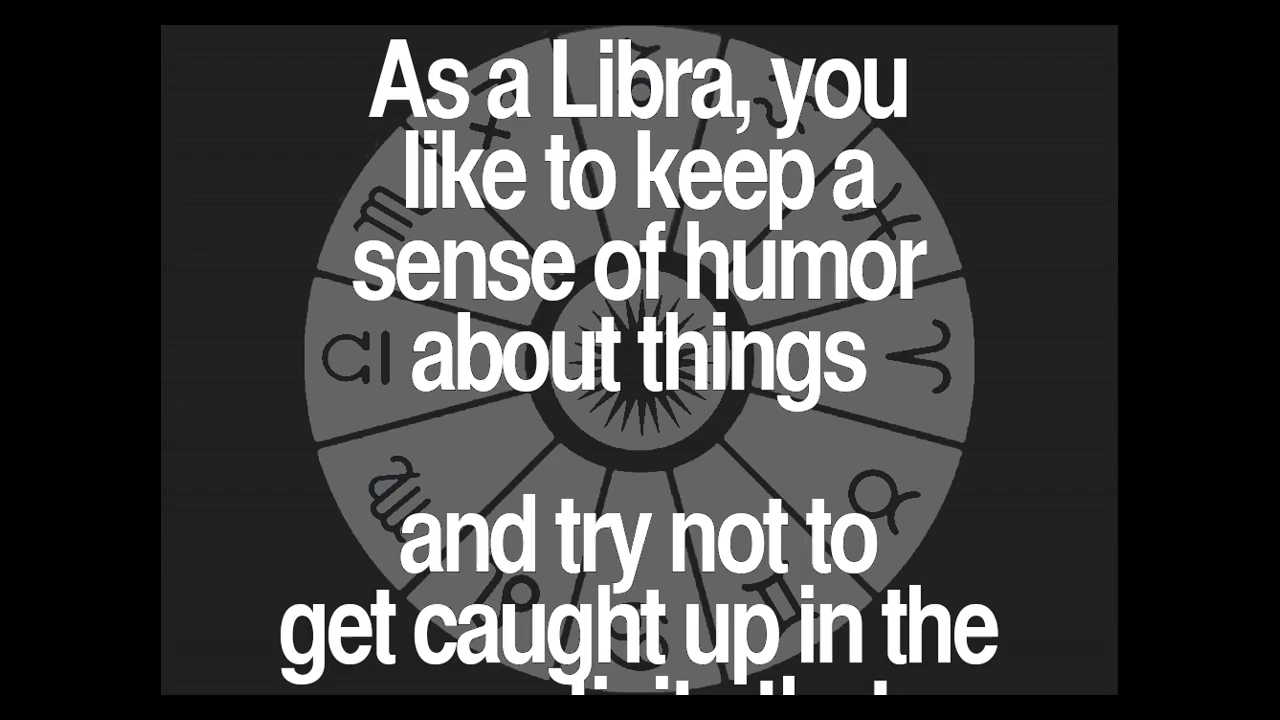 As a Libra, you
like to keep a
sense of humor
about things
and try not to
get caught up in the